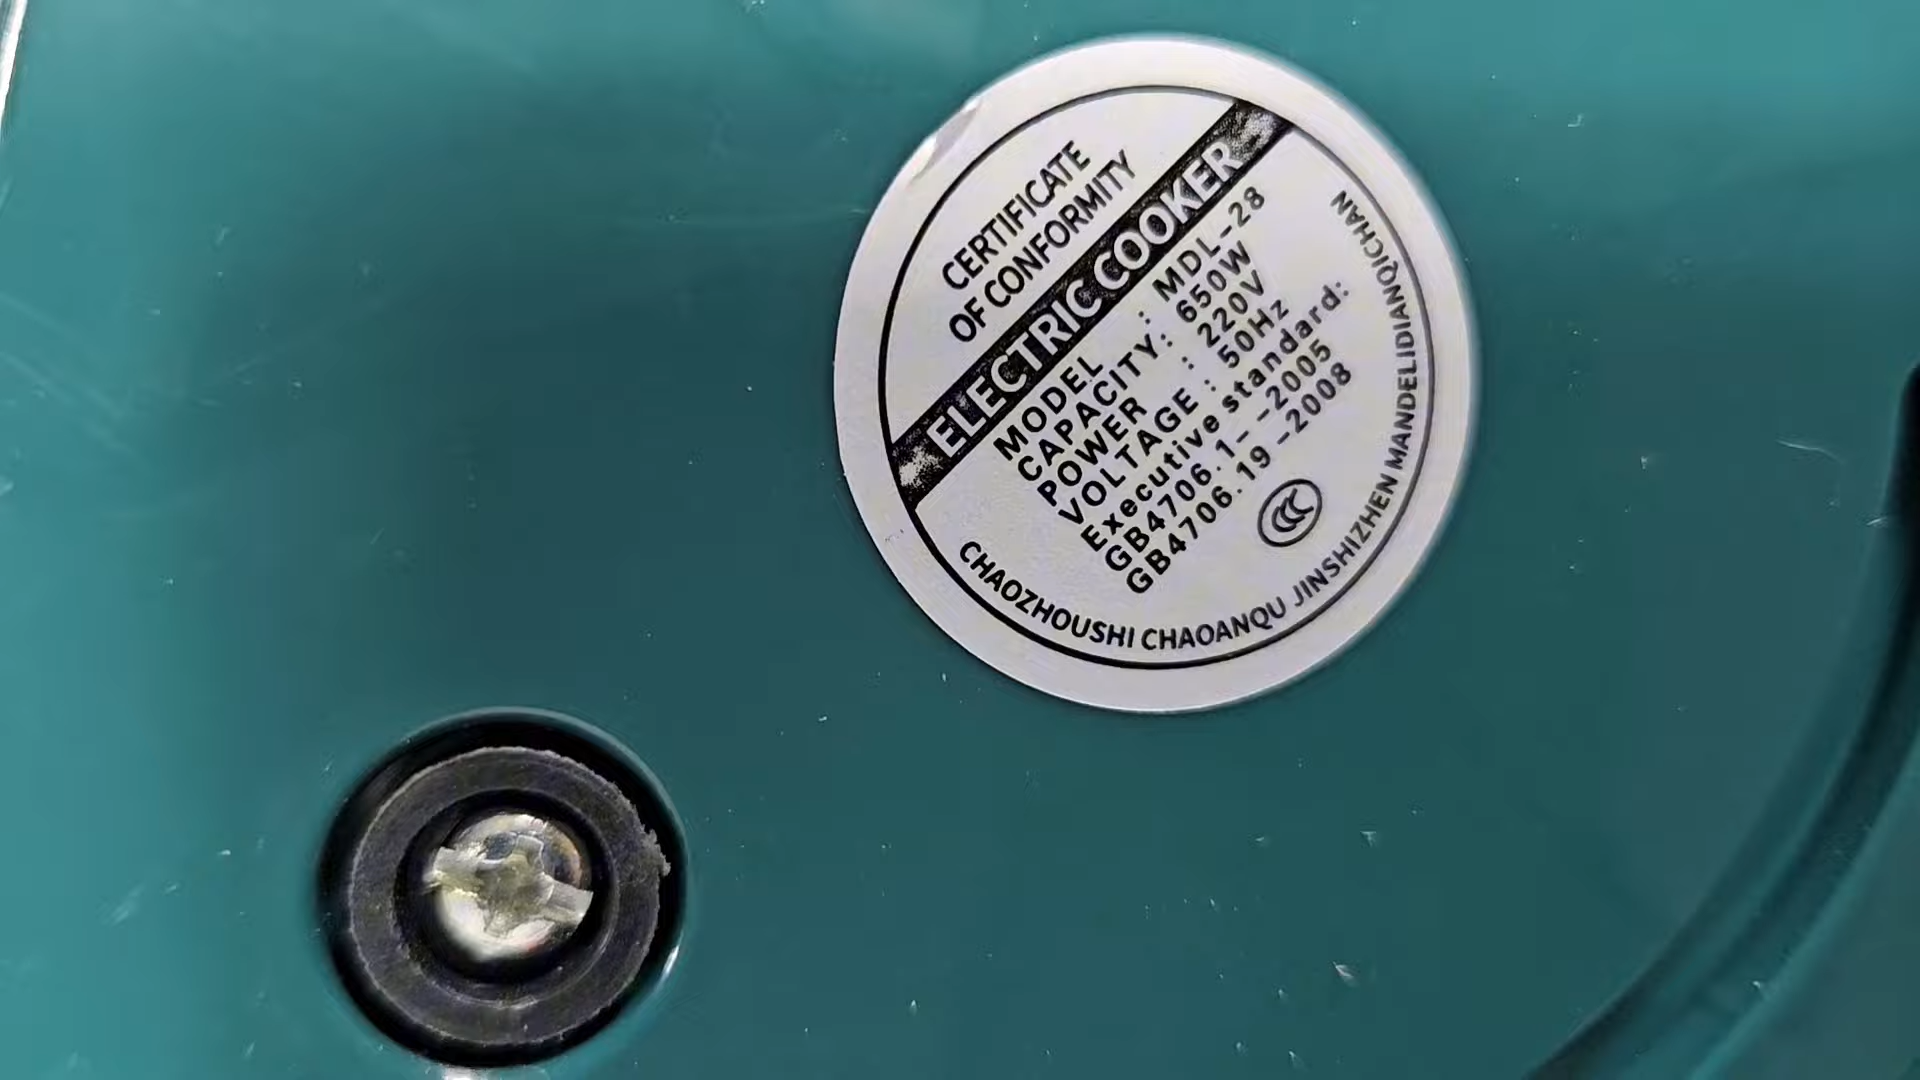 CERTIFICATE
OF CONFORMITY
ELECTRIC COOKER
MODEL : MDL-28
CAPACITY: 650W
POWER : 220V
VOLTAGE : 50Hz
Executive standard:
GB4706.1--2005
GB4706.19-2008
CCC
CHAOZHOUSHI CHAOANQU JINSHIZHEN MANDELIDIANQICHAN